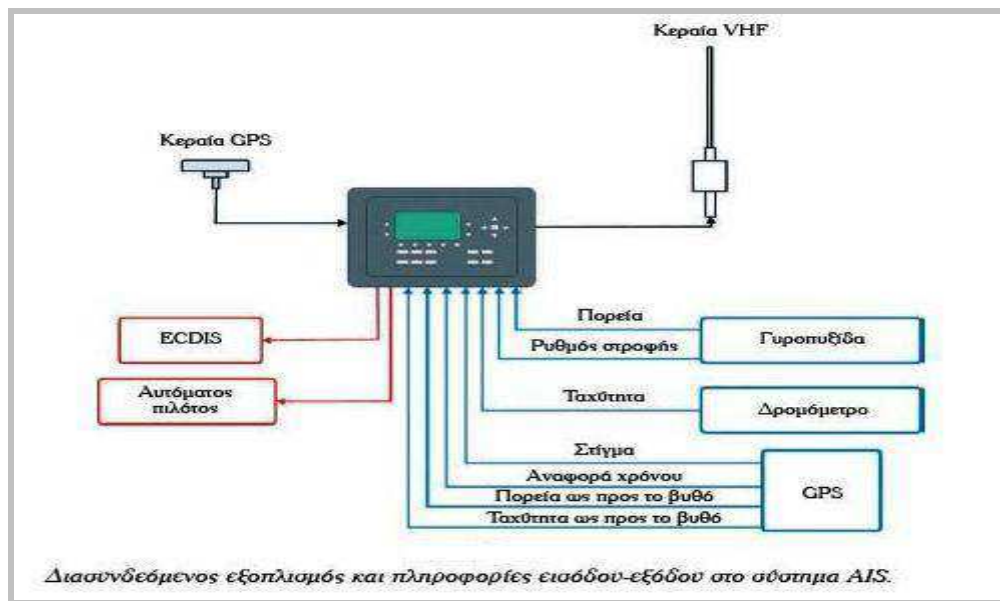 Κεραία VHF
Κεραία GPS
Πορεία
Ρυθμός στροφής
Γυροπυξίδα
ECDIS
Αυτόματος
πιλότος
Ταχύτητα
Δρομόμετρο
Στίγμα
Αναφορά χρόνου
Πορεία ως προς το βυθό
Ταχύτητα ως προς το βυθό
GPS
Διασυνδεόμενος εξοπλισμός και πληροφορίες εισόδου-εξόδου στο σύστημα AIS.